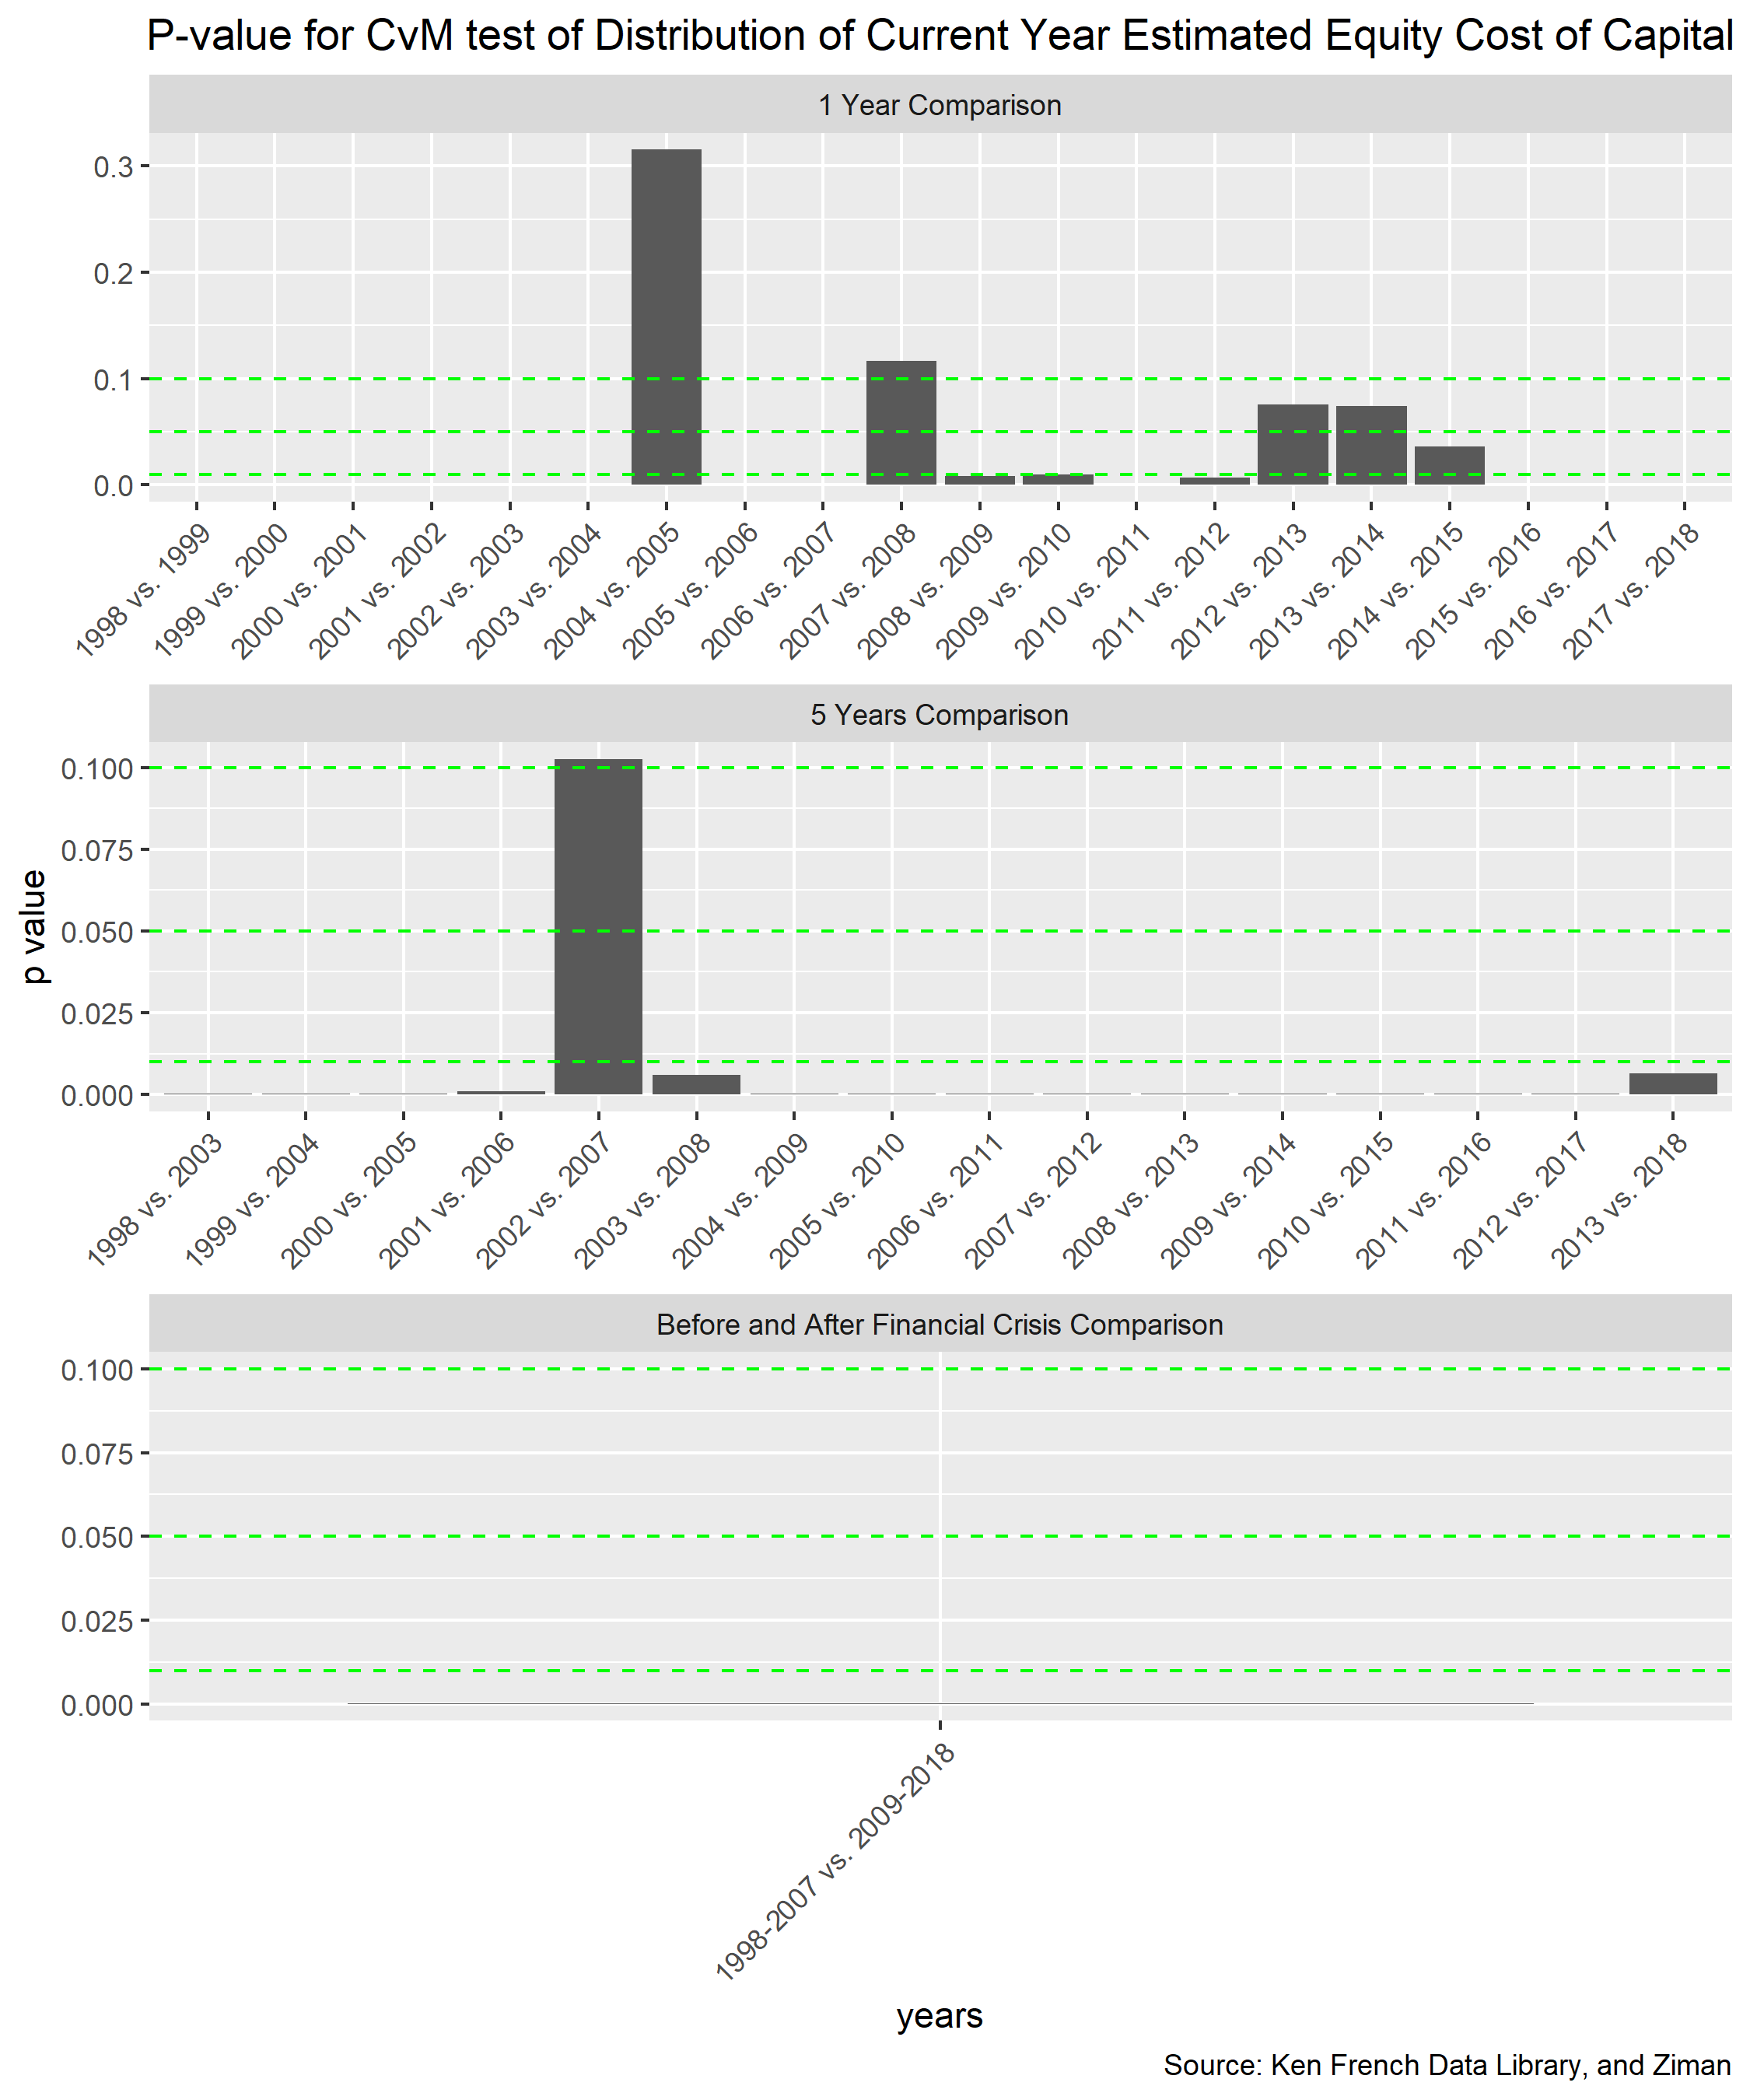 P-value for CvM test of Distribution of Current Year Estimated Equity Cost of Capital
1 Year Comparison
0.3
0.2
0.1
0.0
1998 vs. 1999
1999 vs. 2000
2000 vs. 2001
2001 vs. 2002
2002 vs. 2003
2003 vs. 2004
2004 vs. 2005
2005 vs. 2006
2006 vs. 2007
2007 vs. 2008
2008 vs. 2009
2009 vs. 2010
2010 vs. 2011
2011 vs. 2012
2012 vs. 2013
2013 vs. 2014
2014 vs. 2015
2015 vs. 2016
2016 vs. 2017
2017 vs. 2018
5 Years Comparison
p value
0.100
0.075
0.050
0.025
0.000
1998 vs. 2003
1999 vs. 2004
2000 vs. 2005
2001 vs. 2006
2002 vs. 2007
2003 vs. 2008
2004 vs. 2009
2005 vs. 2010
2006 vs. 2011
2007 vs. 2012
2008 vs. 2013
2009 vs. 2014
2010 vs. 2015
2011 vs. 2016
2012 vs. 2017
2013 vs. 2018
Before and After Financial Crisis Comparison
0.100
0.075
0.050
0.025
0.000
1998-2007 vs. 2009-2018
years
Source: Ken French Data Library, and Ziman